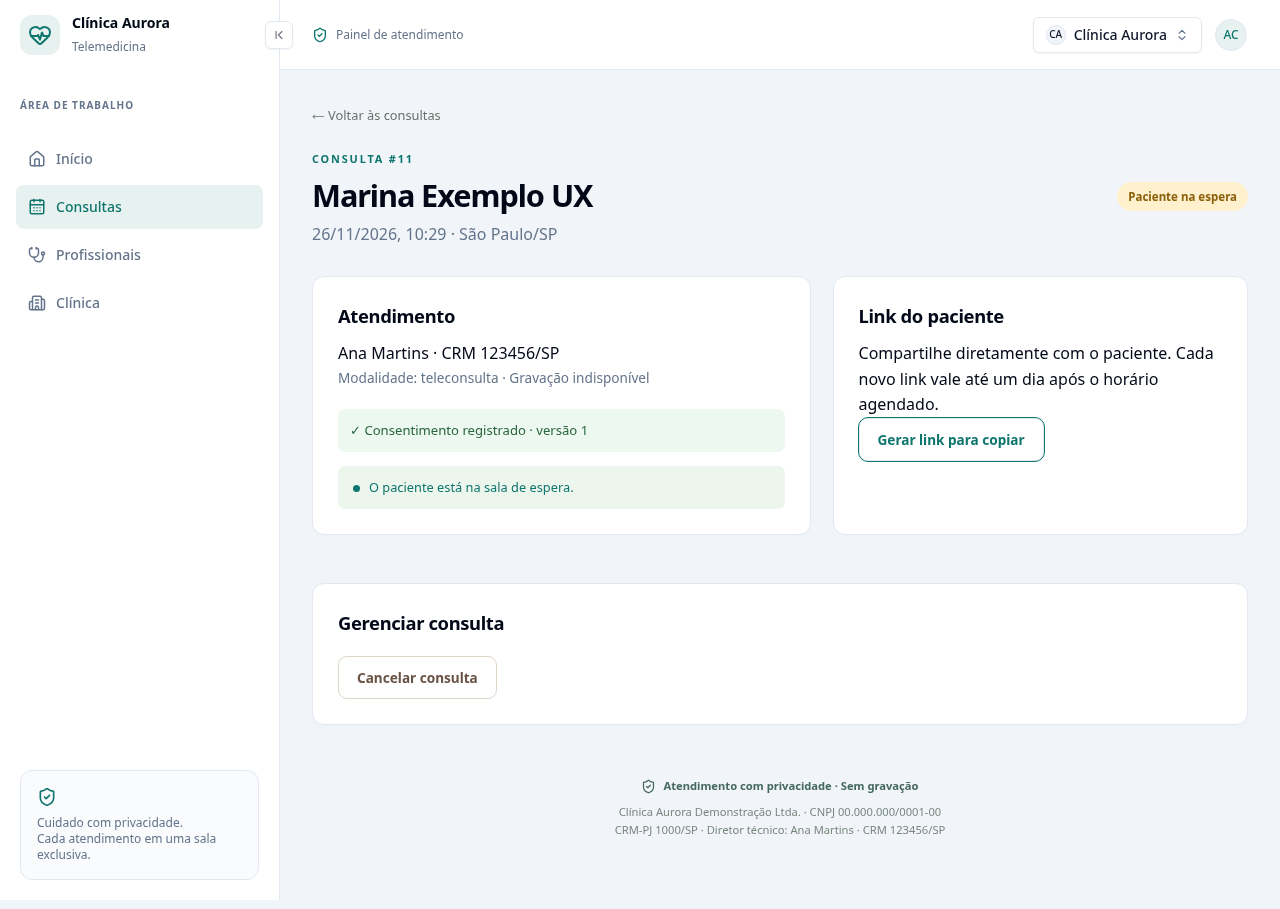 Clínica Aurora
Telemedicina
ÁREA DE TRABALHO
Início
Consultas
Profissionais
Clínica
Cuidado com privacidade.
Cada atendimento em uma sala
exclusiva.
Painel de atendimento
CA Clínica Aurora
AC
← Voltar às consultas
CONSULTA #11
Marina Exemplo UX
Paciente na espera
26/11/2026, 10:29 · São Paulo/SP
Atendimento
Ana Martins · CRM 123456/SP
Modalidade: teleconsulta · Gravação indisponível
✓ Consentimento registrado · versão 1
O paciente está na sala de espera.
Link do paciente
Compartilhe diretamente com o paciente. Cada
novo link vale até um dia após o horário
agendado.
Gerar link para copiar
Gerenciar consulta
Cancelar consulta
Atendimento com privacidade · Sem gravação
Clínica Aurora Demonstração Ltda. · CNPJ 00.000.000/0001-00
CRM-PJ 1000/SP · Diretor técnico: Ana Martins · CRM 123456/SP